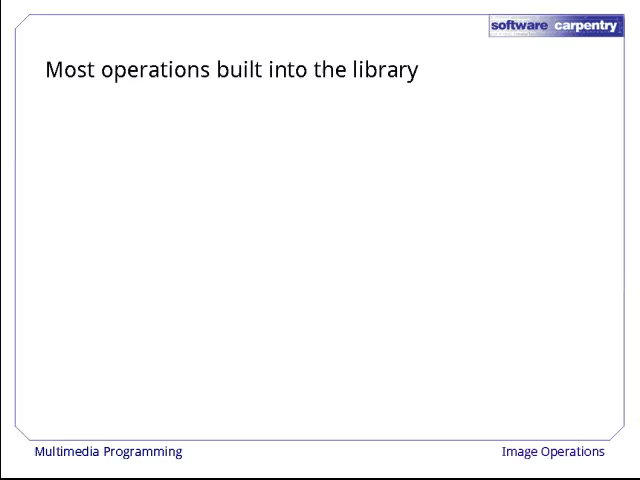 software carpentry
Most operations built into the library
Multimedia Programming
Image Operations